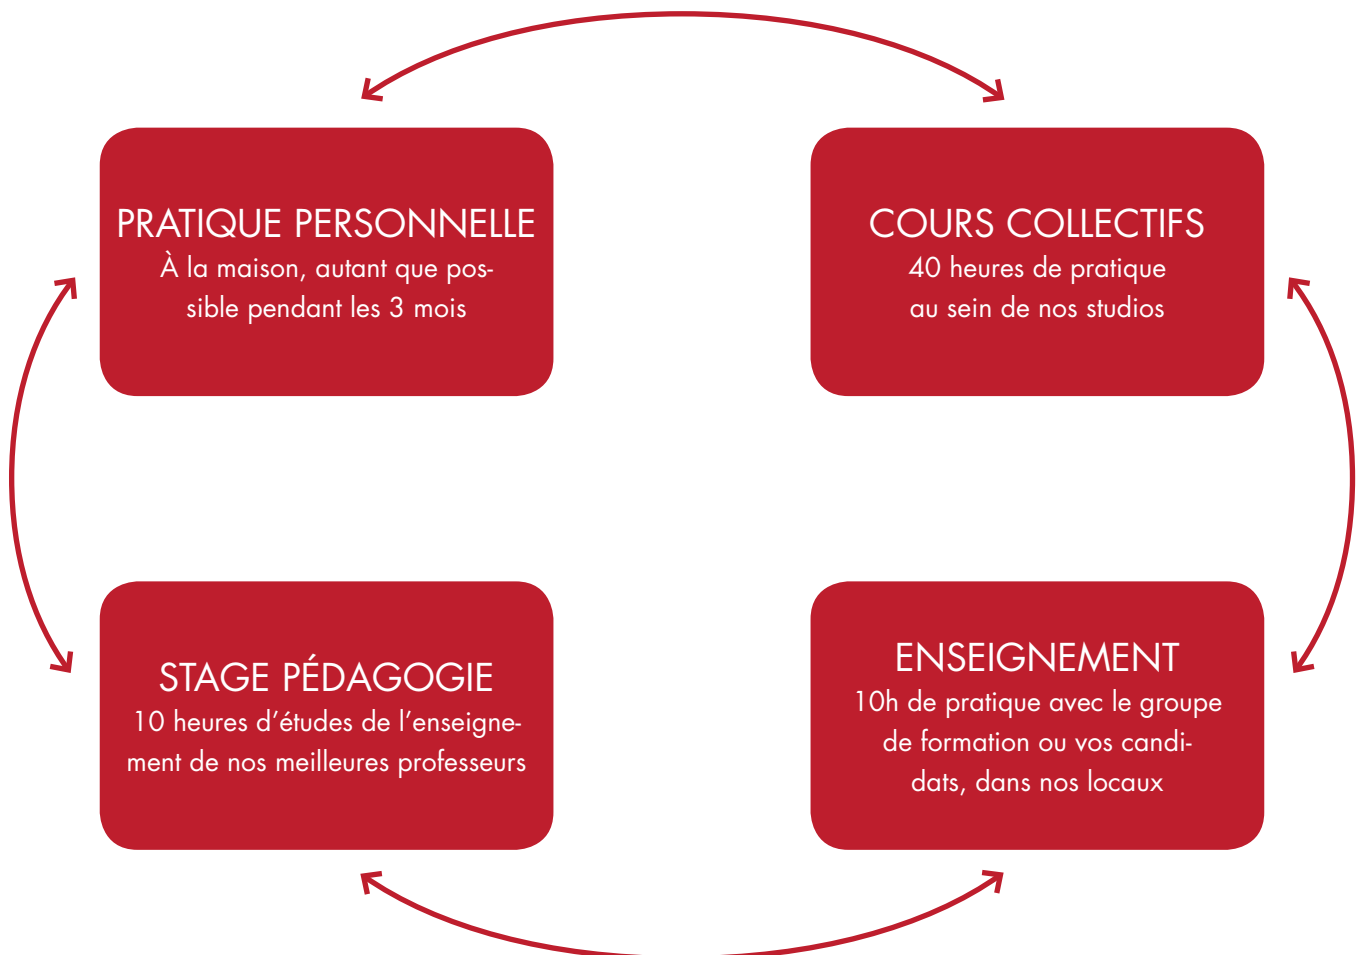 PRATIQUE PERSONNELLE
À la maison, autant que pos-
sible pendant les 3 mois
COURS COLLECTIFS
40 heures de pratique
au sein de nos studios
STAGE PÉDAGOGIE
10 heures d’études de l’enseigne-
ment de nos meilleures professeurs
ENSEIGNEMENT
10h de pratique avec le groupe
de formation ou vos candi-
dats, dans nos locaux